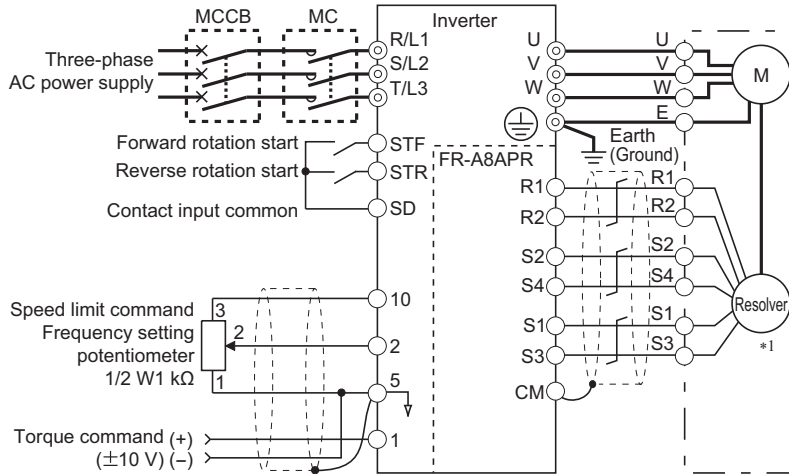 MCCB
MC
Inverter
Three-phase
AC power supply
R/L1
S/L2
T/L3
U
V
W
U
V
W
E
M
Earth
(Ground)
Forward rotation start
Reverse rotation start
Contact input common
STF
STR
SD
FR-A8APR
R1
R2
S2
S4
S1
S3
CM
R1
R2
S2
S4
S1
S3
Resolver
*1
Speed limit command
Frequency setting
potentiometer
1/2 W1 kΩ
3
2
1
10
2
5
1
Torque command (+)
(±10 V) (−)